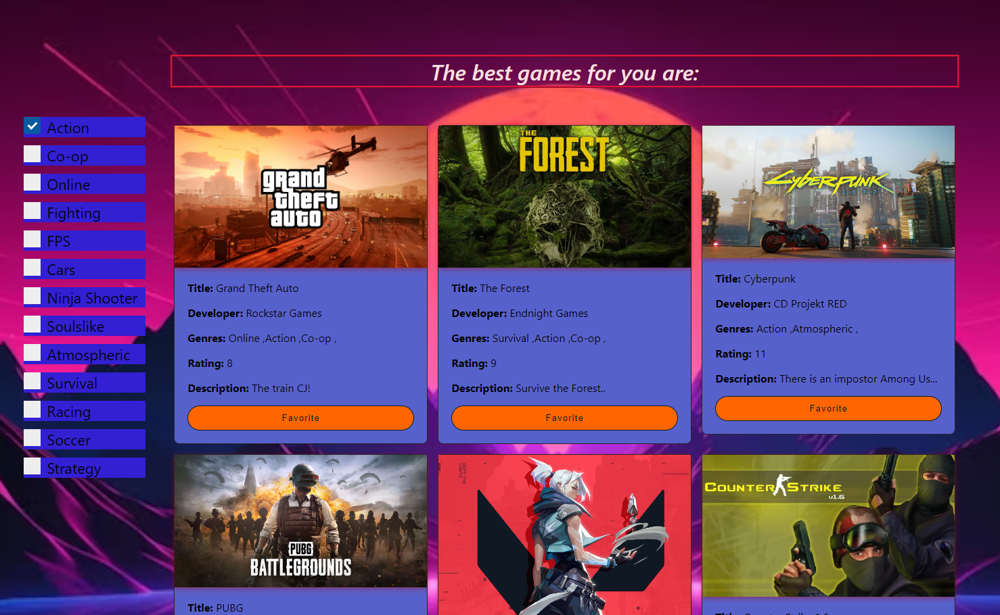 The best games for you are:
Action
Co-op
Online
Fighting
FPS
Cars
Ninja Shooter
Soulslike
Atmospheric
Survival
Racing
Soccer
Strategy
grand
theft
auto
Title: Grand Theft Auto
Developer: Rockstar Games
Genres: Online ,Action ,Co-op ,
Rating: 8
Description: The train CJ!
Favorite
THE
FOREST
Title: The Forest
Developer: Endnight Games
Genres: Survival ,Action ,Co-op ,
Rating: 9
Description: Survive the Forest..
Favorite
CYBERPUNK
2077
Title: Cyberpunk
Developer: CD Projekt RED
Genres: Action ,Atmospheric ,
Rating: 11
Description: There is an impostor Among Us...
Favorite
PUBG
BATTLEGROUNDS
Title: PUBG
DEFY THE
LIMITS
COUNTER STRIKE
v1.6